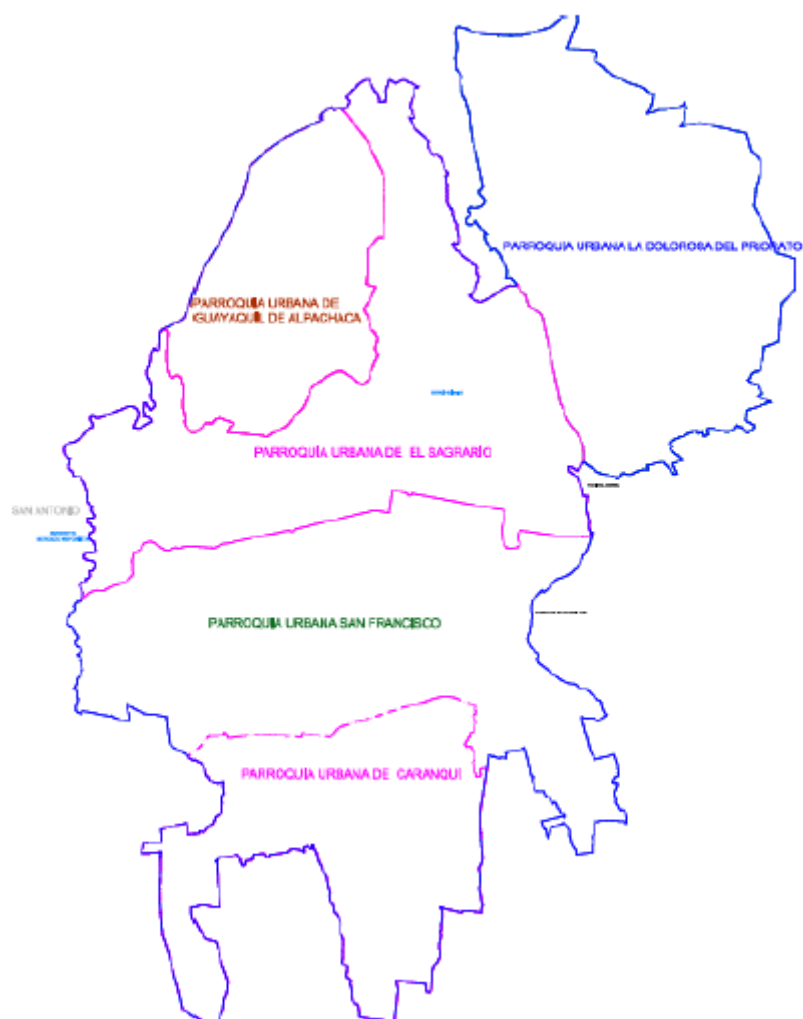 PARROQUIA URBANA LA DOLOROSA DEL PRIORATO
PARROQUIA URBANA DE
IGUAYAQUIL DE ALPACHACA
PARROQUIA URBANA DE EL SAGRARIO
SAN ANTONIO
PARROQUIA URBANA SAN FRANCISCO
PARROQUIA URBANA DE CARANQUI